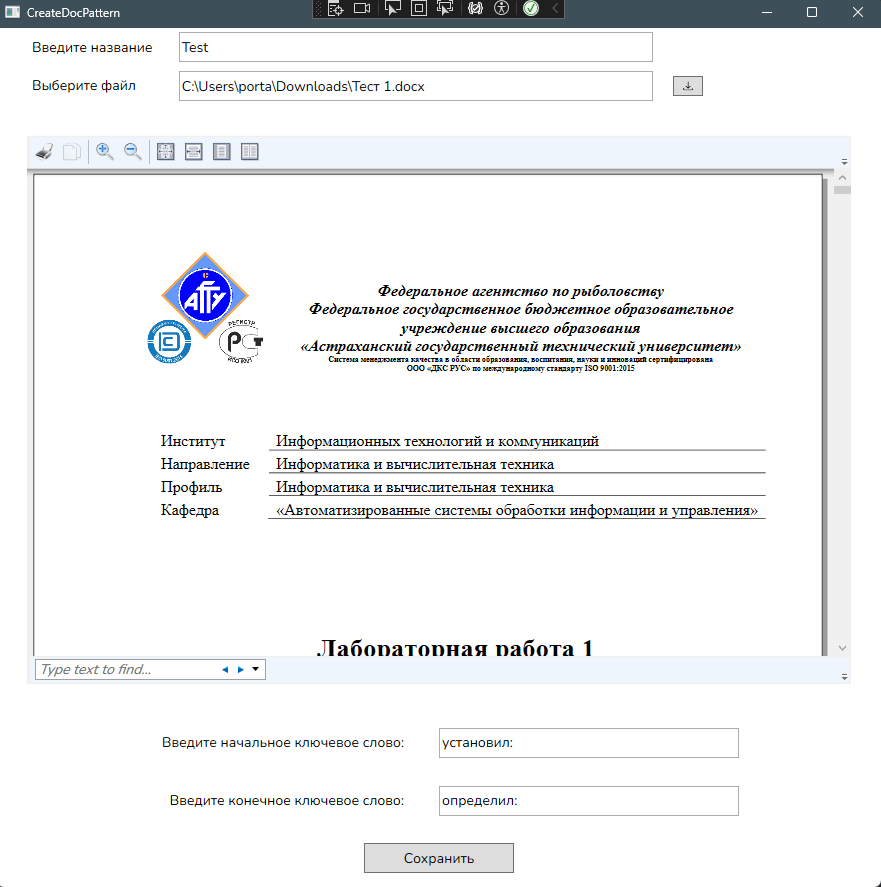 CreateDocPattern
Введите название
Test
Выберите файл
C:\Users\porta\Downloads\Тест 1.docx
АГТУ
РЕГИСТР
Федеральное агентство по рыболовству
Федеральное государственное бюджетное образовательное
учреждение высшего образования
«Астраханский государственный технический университет»
Система менеджмента качества в области образования, воспитания, науки и инноваций сертифицирована
ООО «ДКС РУС» по международному стандарту ISO 9001:2015
Институт Информационных технологий и коммуникаций
Направление Информатика и вычислительная техника
Профиль Информатика и вычислительная техника
Кафедра «Автоматизированные системы обработки информации и управления»
Лабораторная работа 1
Type text to find...
Введите начальное ключевое слово: установил:
Введите конечное ключевое слово: определил:
Сохранить